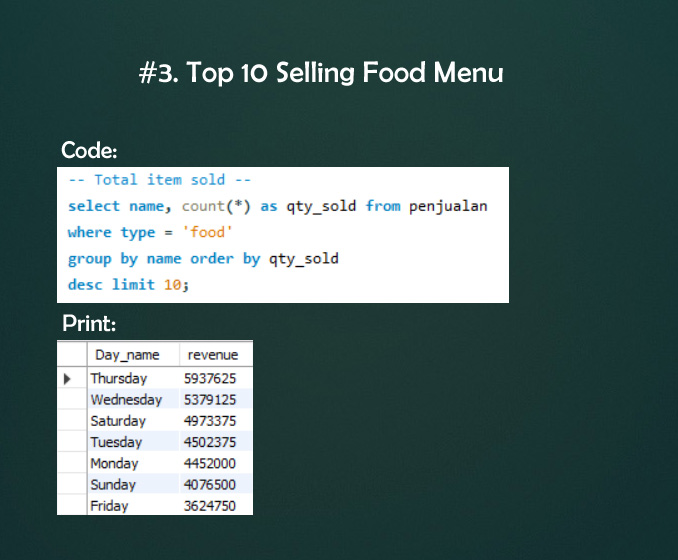 #3. Top 10 Selling Food Menu
Code:
-- Total item sold --
select name, count(*) as qty_sold from penjualan
where type = 'food'
group by name order by qty_sold
desc limit 10;
Print:
Day_name revenue
Thursday 5937625
Wednesday 5379125
Saturday 4973375
Tuesday 4502375
Monday 4452000
Sunday 4076500
Friday 3624750